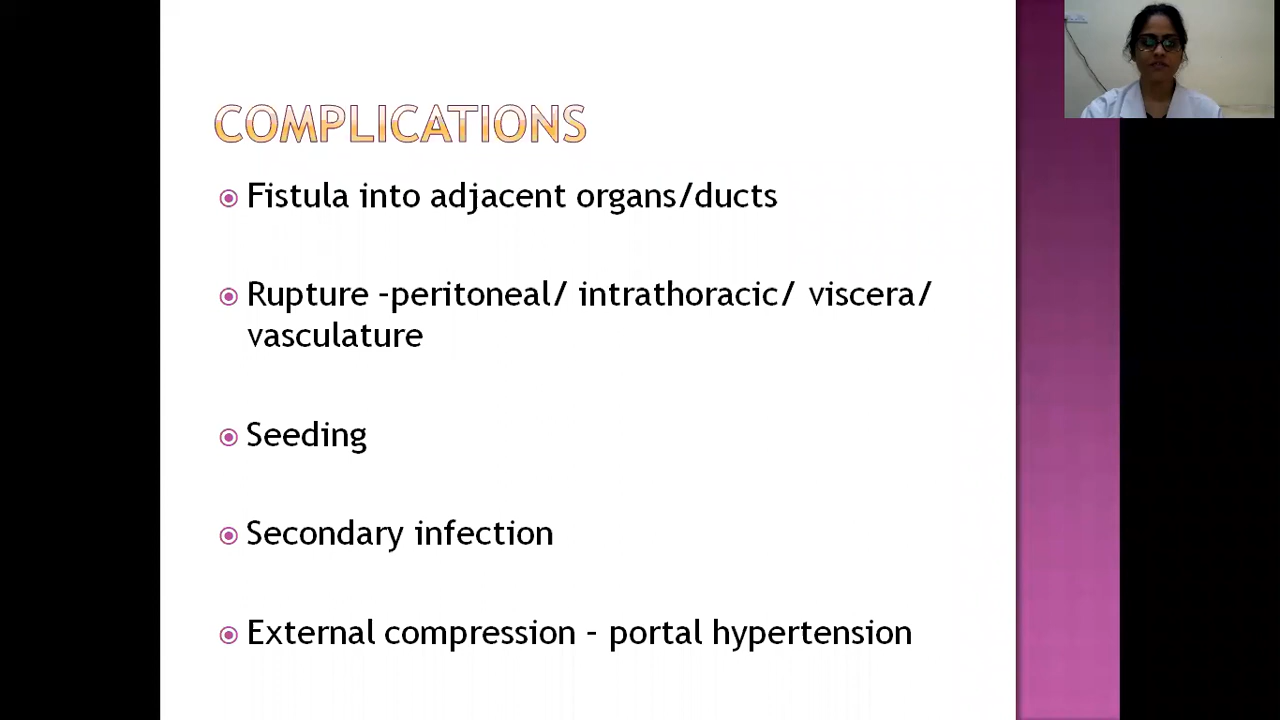 COMPLICATIONS
Fistula into adjacent organs/ducts
Rupture -peritoneal/ intrathoracic/ viscera/
vasculature
Seeding
Secondary infection
External compression - portal hypertension